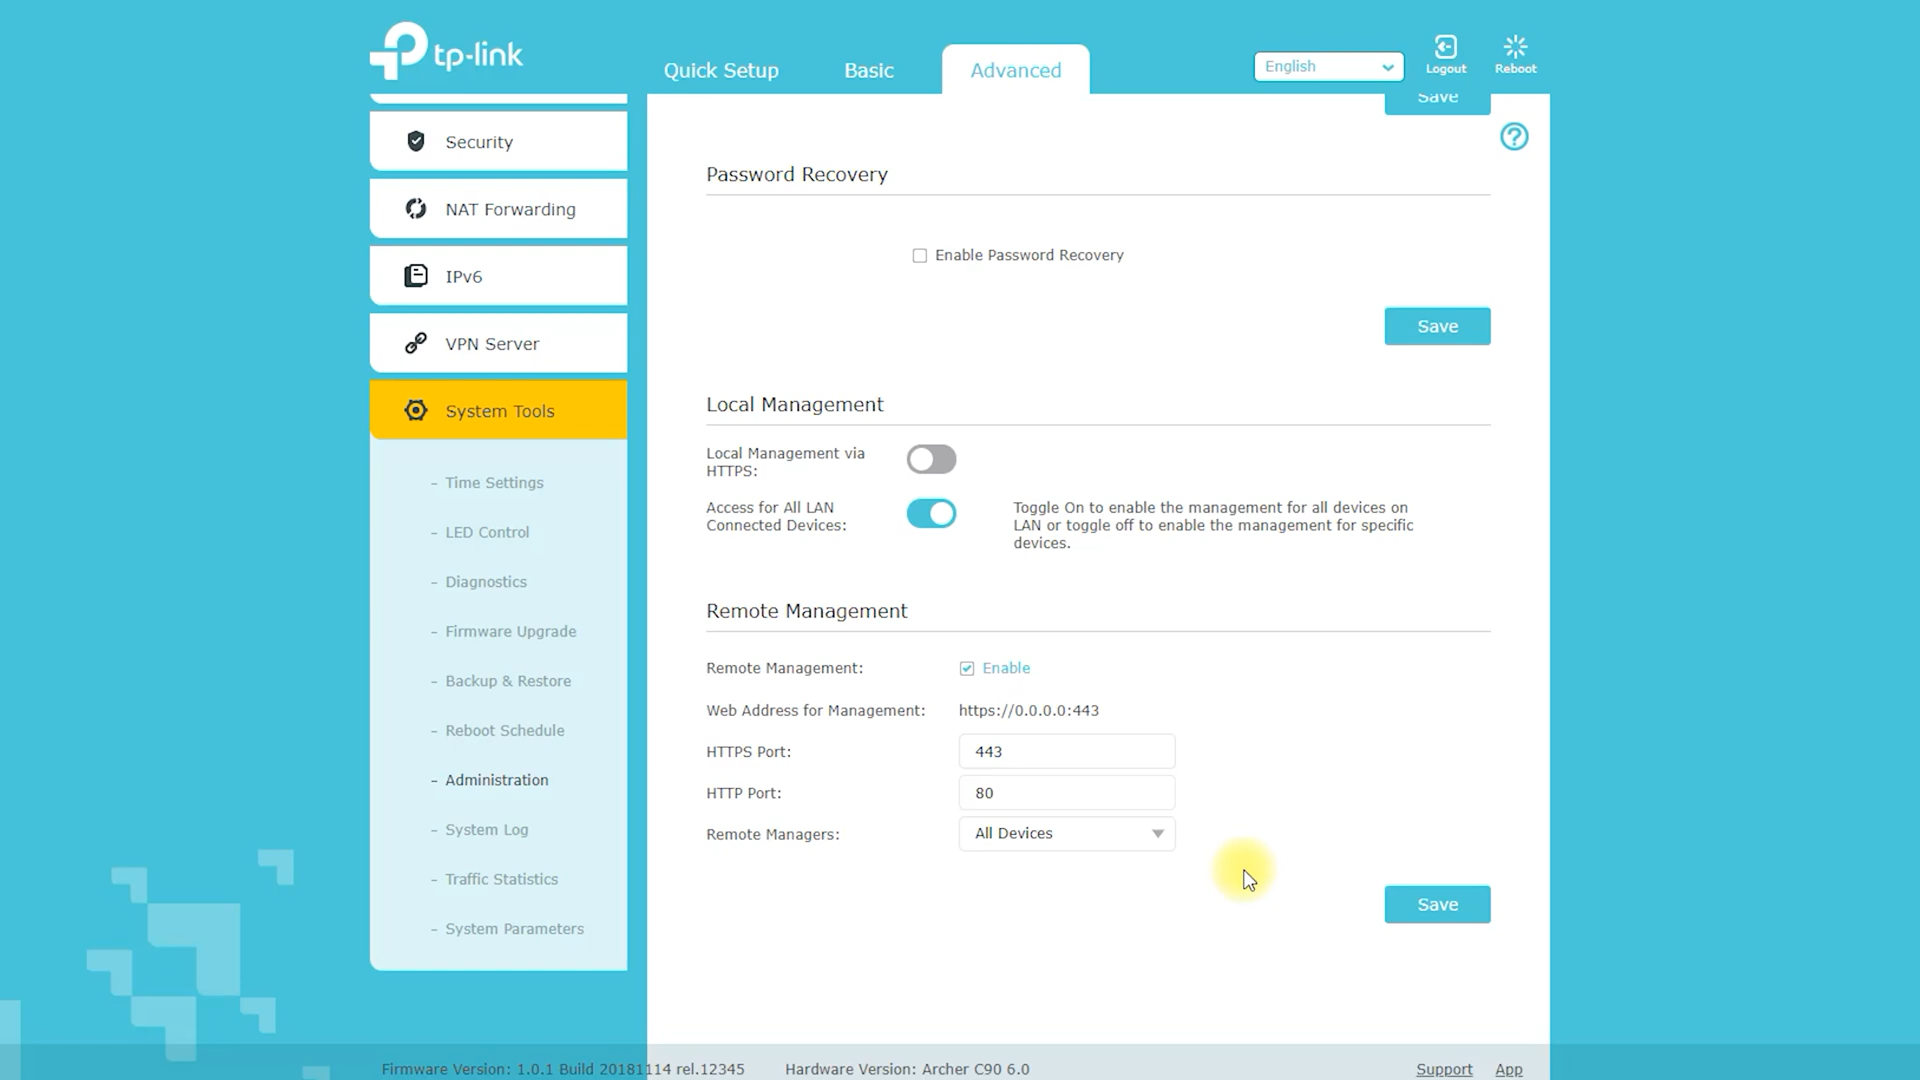 tp-link
Quick Setup
Basic
Advanced
English
Logout
Reboot
Save
Security
NAT Forwarding
IPv6
VPN Server
System Tools
- Time Settings
- LED Control
- Diagnostics
- Firmware Upgrade
- Backup & Restore
- Reboot Schedule
- Administration
- System Log
- Traffic Statistics
- System Parameters
?
Password Recovery
Enable Password Recovery
Save
Local Management
Local Management via
HTTPS:
Access for All LAN
Connected Devices:
Toggle On to enable the management for all devices on
LAN or toggle off to enable the management for specific
devices.
Remote Management
Remote Management: Enable
Web Address for Management: https://0.0.0.0:443
HTTPS Port: 443
HTTP Port: 80
Remote Managers: All Devices
Save
Firmware Version: 1.0.1 Build 20181114 rel.12345 Hardware Version: Archer C90 6.0 Support App